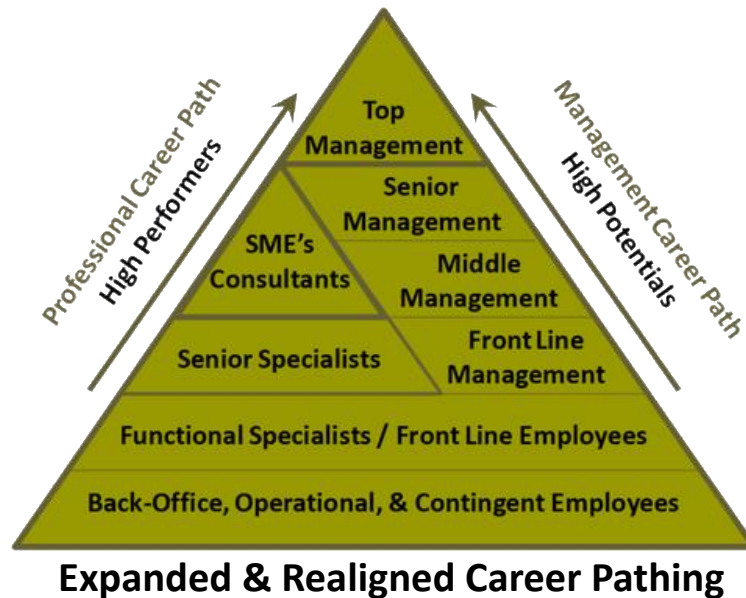 Professional Career Path
High Performers
Management Career Path
High Potentials
Top
Management
Senior
Management
SME's
Consultants
Middle
Management
Senior Specialists
Front Line
Management
Functional Specialists / Front Line Employees
Back-Office, Operational, & Contingent Employees
Expanded & Realigned Career Pathing